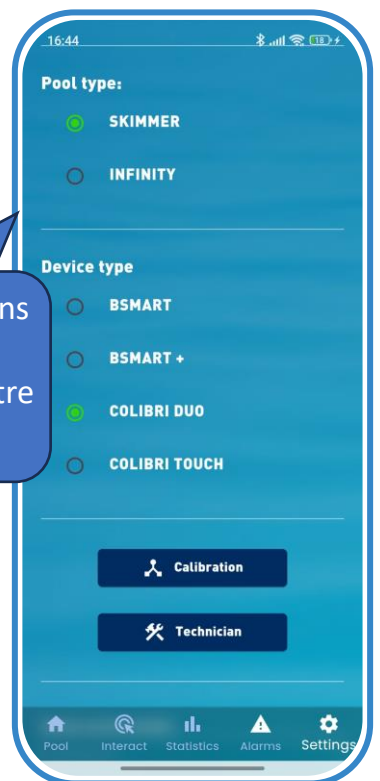 16:44
18
Pool type:
SKIMMER
INFINITY
Device type
BSMART
BSMART +
COLIBRI DUO
COLIBRI TOUCH
Calibration
Technician
Pool Interact Statistics Alarms Settings